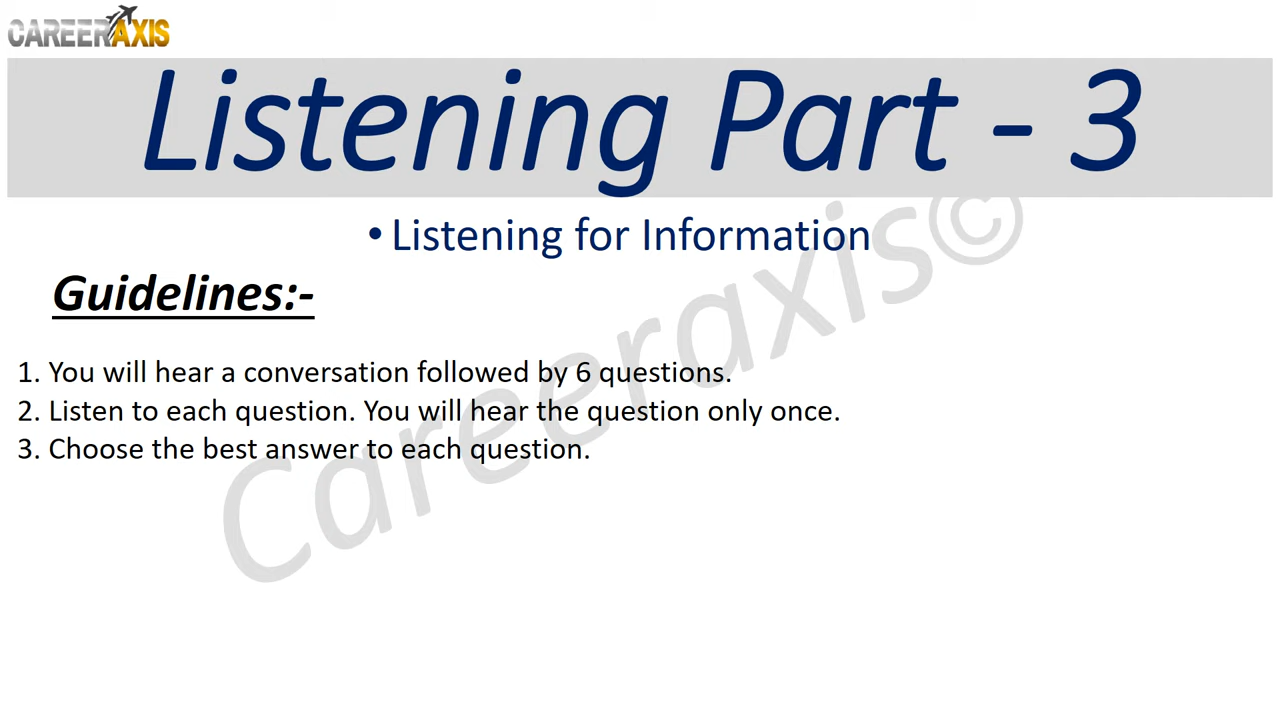 CAREERAXIS
Listening Part - 3
• Listening for Information
Guidelines:-
1. You will hear a conversation followed by 6 questions.
2. Listen to each question. You will hear the question only once.
3. Choose the best answer to each question.
Careeraxis©